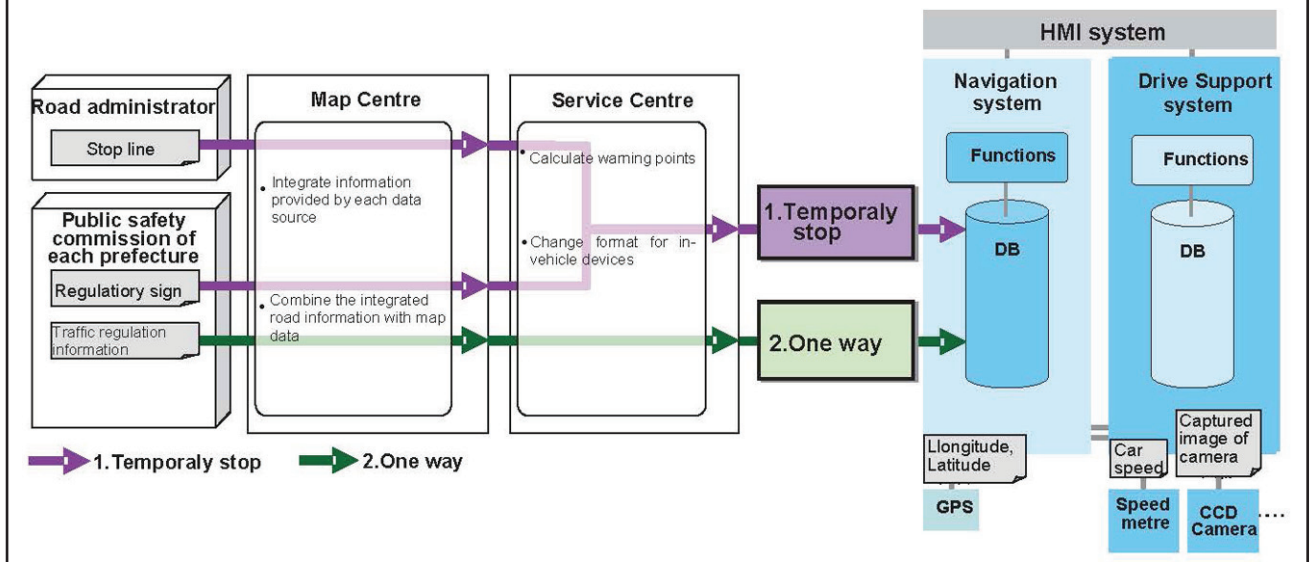 HMI system
Road administrator
Stop line
Public safety
commission of
each prefecture
Regulatiory sign
Traffic regulation
information
Map Centre
• Integrate information
provided by each data
source
• Combine the integrated
road information with map
data
Service Centre
• Calculate warning points
• Change format for in-
vehicle devices
1.Temporaly
stop
2.One way
Navigation
system
Functions
DB
Drive Support
system
Functions
DB
Llongitude,
Latitude
GPS
Car
speed
Speed
metre
Captured
image of
camera
CCD
Camera
....
1.Temporaly stop
2.One way